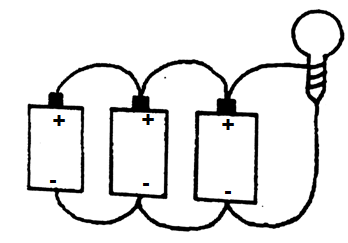 + + +
- - -